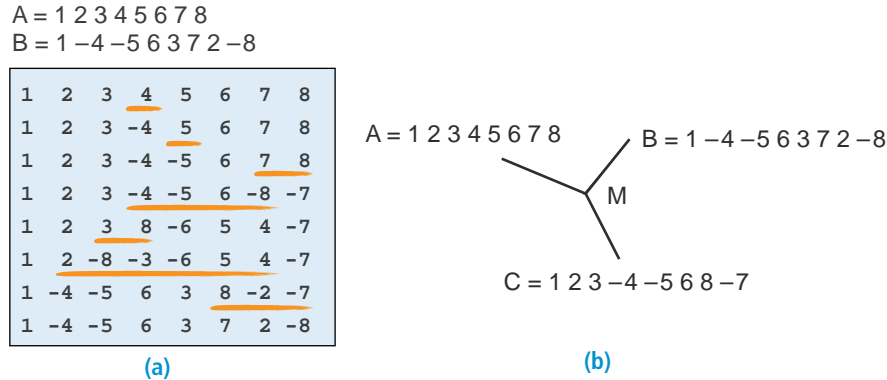 A = 1 2 3 4 5 6 7 8
B = 1 –4 –5 6 3 7 2 –8
1 2 3 4 5 6 7 8
1 2 3 -4 5 6 7 8
1 2 3 -4 -5 6 7 8
1 2 3 -4 -5 6 -8 -7
1 2 3 8 -6 5 4 -7
1 2 -8 -3 -6 5 4 -7
1 -4 -5 6 3 8 -2 -7
1 -4 -5 6 3 7 2 -8
(a)
A = 1 2 3 4 5 6 7 8
B = 1 –4 –5 6 3 7 2 –8
M
C = 1 2 3 –4 –5 6 8 –7
(b)